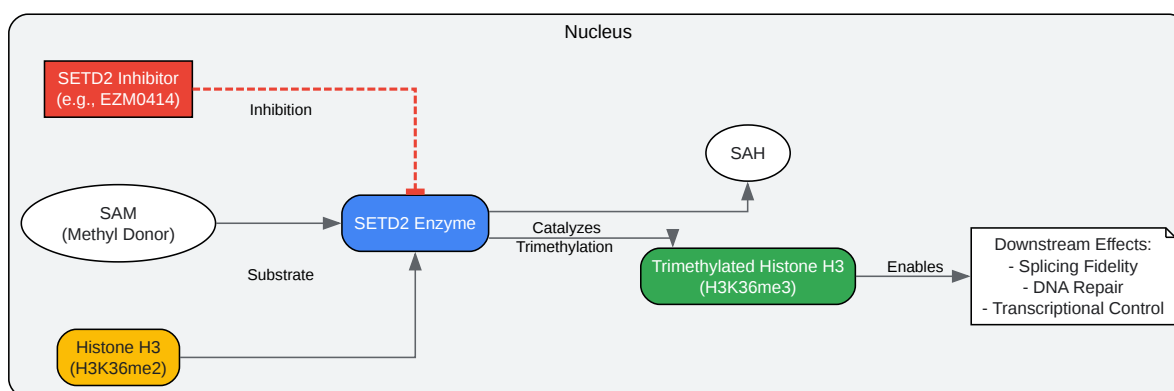 Nucleus
SETD2 Inhibitor
(e.g., EZM0414)
Inhibition
SAH
SAM
(Methyl Donor)
SETD2 Enzyme
Catalyzes
Trimethylation
Substrate
Trimethylated Histone H3
(H3K36me3)
Enables
Downstream Effects:
- Splicing Fidelity
- DNA Repair
- Transcriptional Control
Histone H3
(H3K36me2)